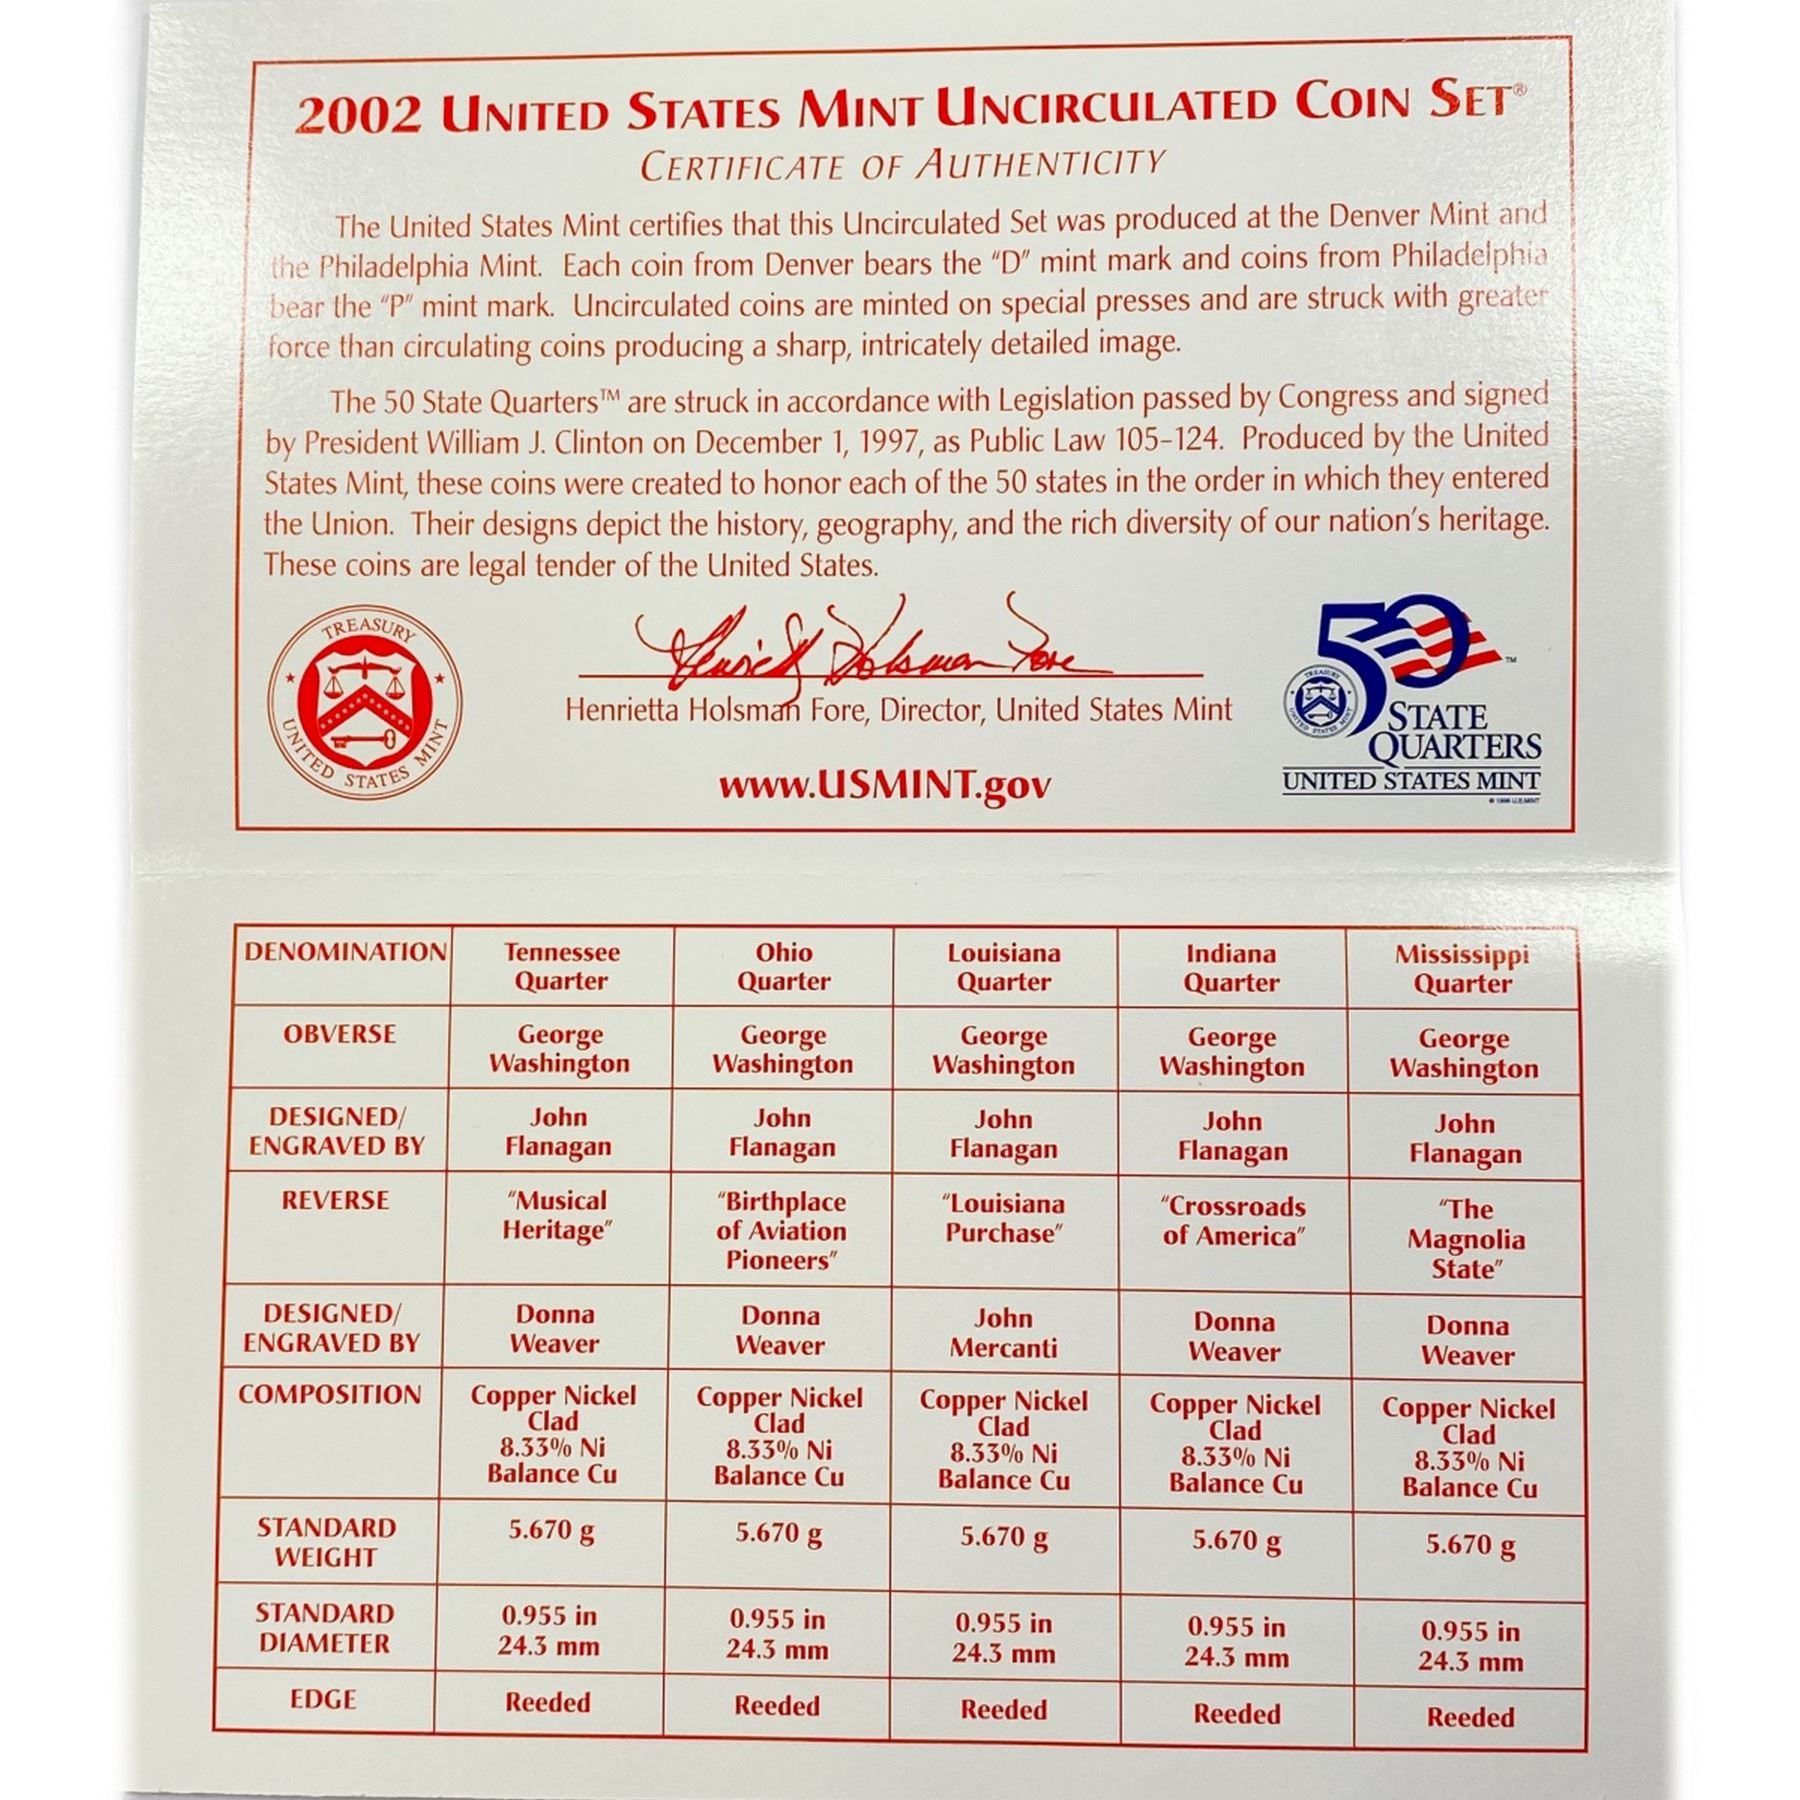 2002 UNITED STATES MINT UNCIRCULATED COIN SET®
CERTIFICATE OF AUTHENTICITY
The United States Mint certifies that this Uncirculated Set was produced at the Denver Mint and
the Philadelphia Mint. Each coin from Denver bears the “D” mint mark and coins from Philadelphia
bear the “P” mint mark. Uncirculated coins are minted on special presses and are struck with greater
force than circulating coins producing a sharp, intricately detailed image.
The 50 State Quarters™ are struck in accordance with Legislation passed by Congress and signed
by President William J. Clinton on December 1, 1997, as Public Law 105-124. Produced by the United
States Mint, these coins were created to honor each of the 50 states in the order in which they entered
the Union. Their designs depict the history, geography, and the rich diversity of our nation’s heritage.
These coins are legal tender of the United States.
TREASURY
UNITED STATES MINT
Henrietta Holsman Fore
Henrietta Holsman Fore, Director, United States Mint
www.USMINT.gov
50 ™
TREASURY
UNITED STATES MINT
STATE
QUARTERS
UNITED STATES MINT
DENOMINATION Tennessee Quarter Ohio Quarter Louisiana Quarter Indiana Quarter Mississippi Quarter
OBVERSE George Washington George Washington George Washington George Washington George Washington
DESIGNED/ ENGRAVED BY John Flanagan John Flanagan John Flanagan John Flanagan John Flanagan
REVERSE “Musical Heritage” “Birthplace of Aviation Pioneers” “Louisiana Purchase” “Crossroads of America” “The Magnolia State”
DESIGNED/ ENGRAVED BY Donna Weaver Donna Weaver John Mercanti Donna Weaver Donna Weaver
COMPOSITION Copper Nickel Clad 8.33% Ni Balance Cu Copper Nickel Clad 8.33% Ni Balance Cu Copper Nickel Clad 8.33% Ni Balance Cu Copper Nickel Clad 8.33% Ni Balance Cu Copper Nickel Clad 8.33% Ni Balance Cu
STANDARD WEIGHT 5.670 g 5.670 g 5.670 g 5.670 g 5.670 g
STANDARD DIAMETER 0.955 in 24.3 mm 0.955 in 24.3 mm 0.955 in 24.3 mm 0.955 in 24.3 mm 0.955 in 24.3 mm
EDGE Reeded Reeded Reeded Reeded Reeded